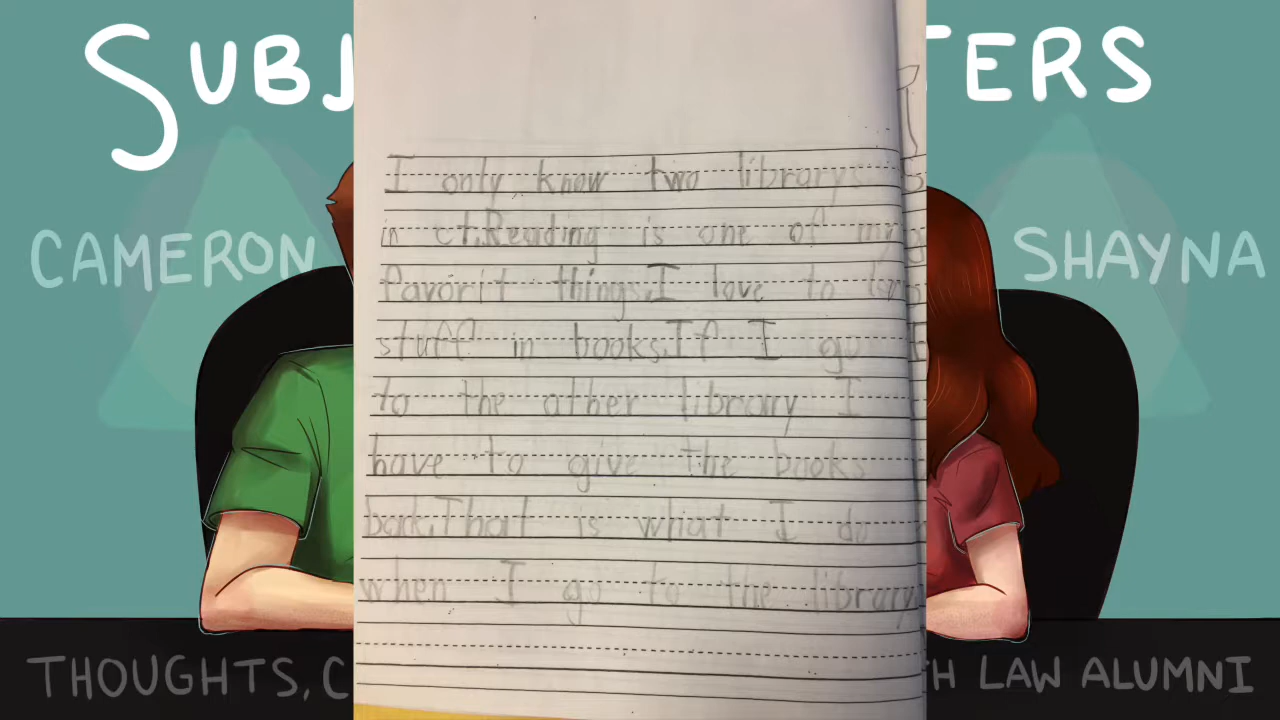 SUBJ TERS
CAMERON
SHAYNA
I only know two librarys
in ct.Reading is one of my
favorit things.I love to
stuff in books.If I go
to the other library I
have to give the books
back.That is what I do
when I go to the library
THOUGHTS, C H LAW ALUMNI